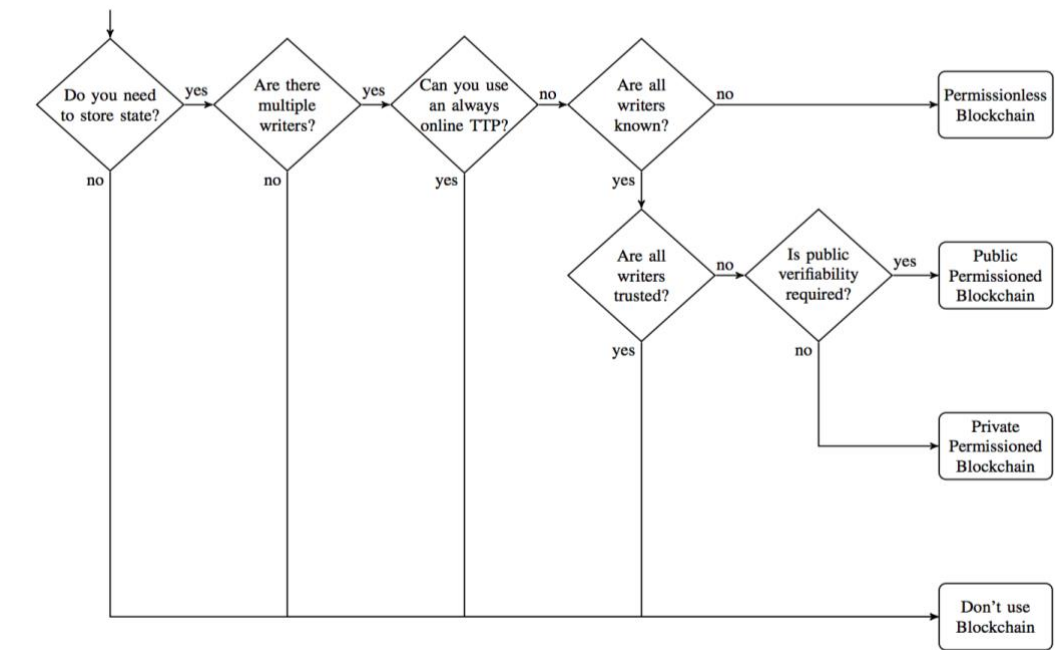 Do you need
to store state?
yes
no
Are there
multiple
writers?
yes
no
Can you use
an always
online TTP?
no
yes
Are all
writers
known?
no
yes
Permissionless
Blockchain
Are all
writers
trusted?
no
yes
Is public
verifiability
required?
yes
no
Public
Permissioned
Blockchain
Private
Permissioned
Blockchain
Don't use
Blockchain